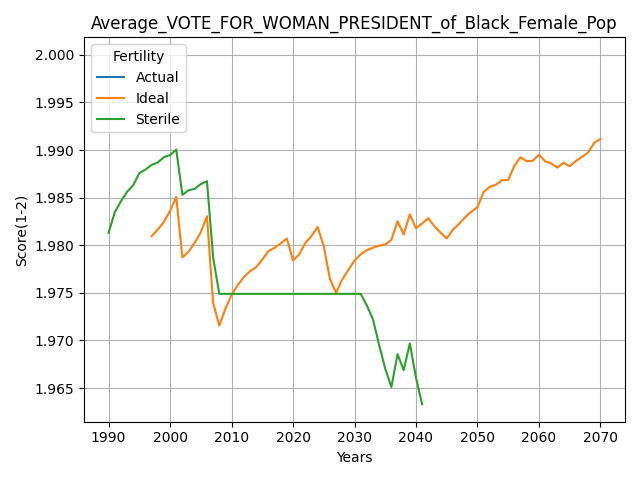 Average_VOTE_FOR_WOMAN_PRESIDENT_of_Black_Female_Pop
Fertility
Actual
Ideal
Sterile
Score(1-2)
2.000
1.995
1.990
1.985
1.980
1.975
1.970
1.965
1990 2000 2010 2020 2030 2040 2050 2060 2070
Years